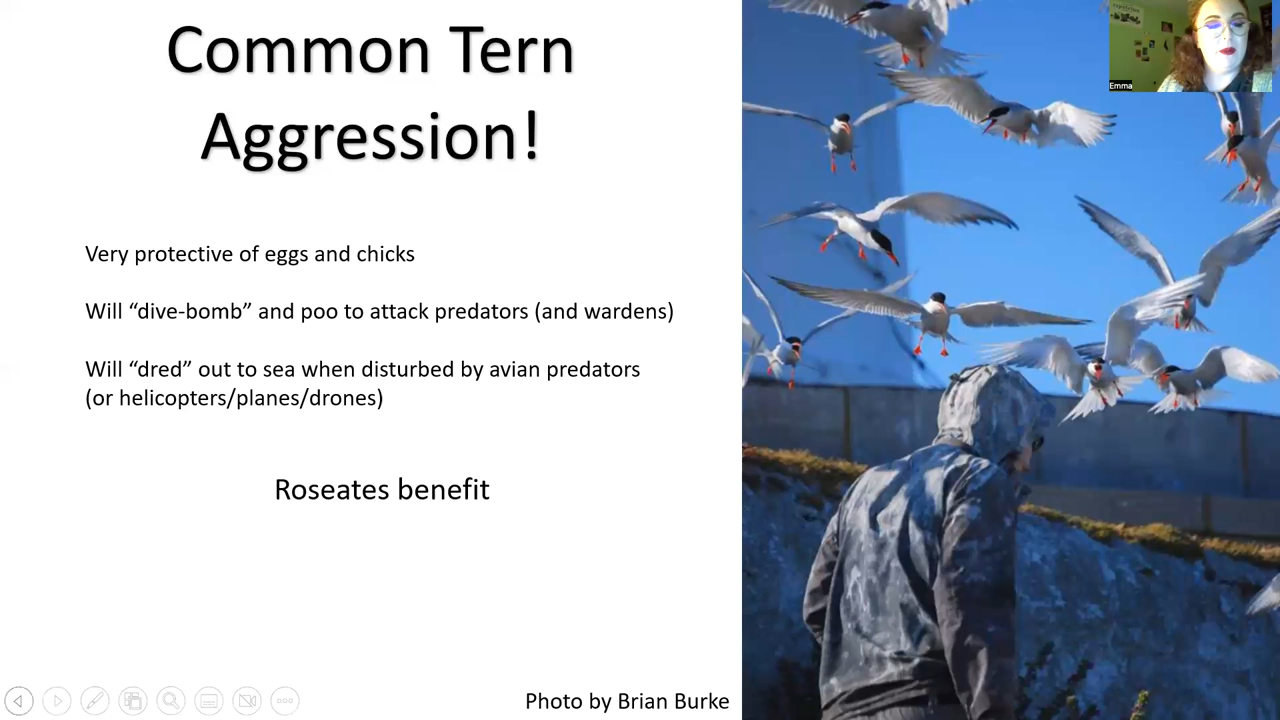 Common Tern
Aggression!
Very protective of eggs and chicks
Will “dive-bomb” and poo to attack predators (and wardens)
Will “dred” out to sea when disturbed by avian predators
(or helicopters/planes/drones)
Roseates benefit
Photo by Brian Burke
Emma